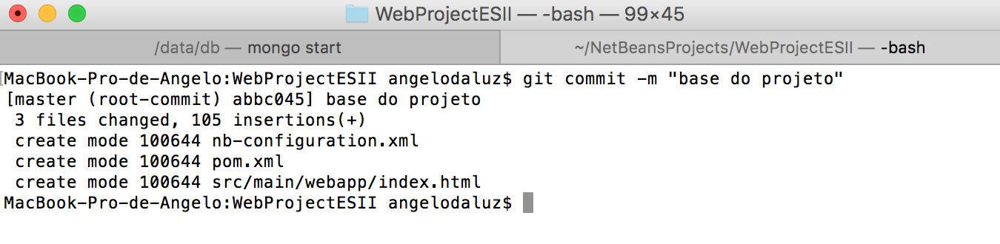 WebProjectESII — -bash — 99×45
/data/db — mongo start
~/NetBeansProjects/WebProjectESII — -bash
[MacBook-Pro-de-Angelo:WebProjectESII angelodaluz$ git commit -m "base do projeto"
[master (root-commit) abbc045] base do projeto
 3 files changed, 105 insertions(+)
 create mode 100644 nb-configuration.xml
 create mode 100644 pom.xml
 create mode 100644 src/main/webapp/index.html
MacBook-Pro-de-Angelo:WebProjectESII angelodaluz$